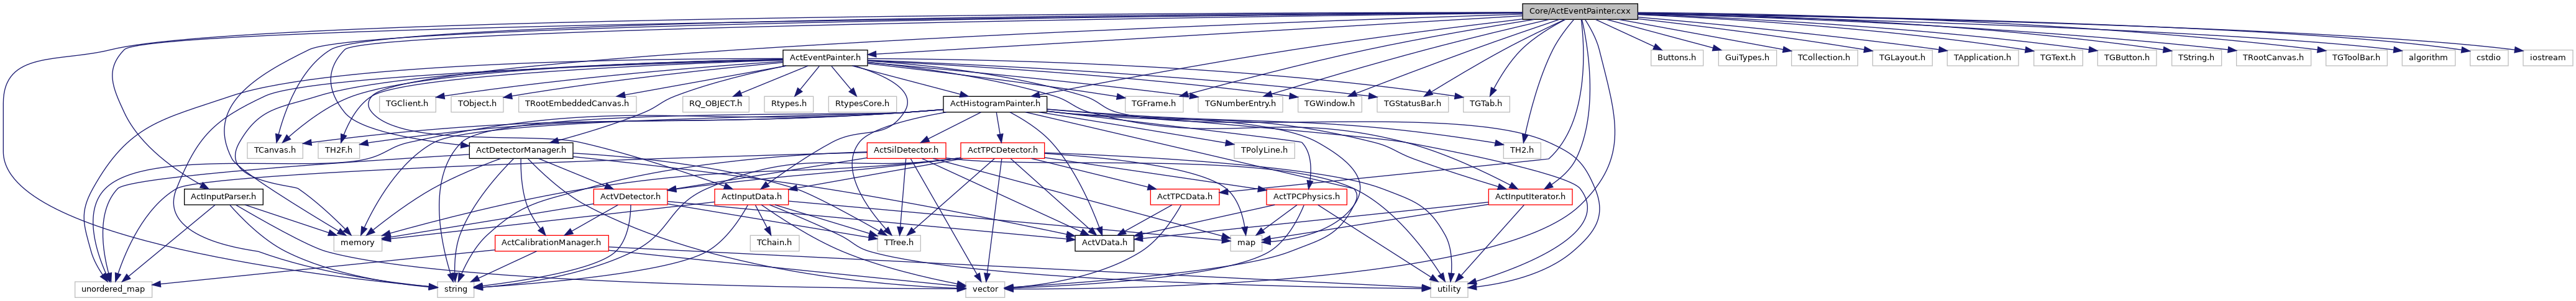 Core/ActEventPainter.cxx
ActEventPainter.h
Buttons.h
GuiTypes.h
TCollection.h
TGLayout.h
TApplication.h
TGText.h
TGButton.h
TString.h
TRootCanvas.h
TGToolBar.h
algorithm
cstdio
iostream
TGClient.h
TObject.h
TRootEmbeddedCanvas.h
RQ_OBJECT.h
Rtypes.h
RtypesCore.h
ActHistogramPainter.h
TGFrame.h
TGNumberEntry.h
TGWindow.h
TGStatusBar.h
TGTab.h
TCanvas.h
TH2F.h
ActDetectorManager.h
ActSilDetector.h
ActTPCDetector.h
TPolyLine.h
TH2.h
ActInputParser.h
ActVDetector.h
ActInputData.h
ActTPCData.h
ActTPCPhysics.h
ActInputIterator.h
memory
ActCalibrationManager.h
TChain.h
TTree.h
ActVData.h
map
unordered_map
string
vector
utility